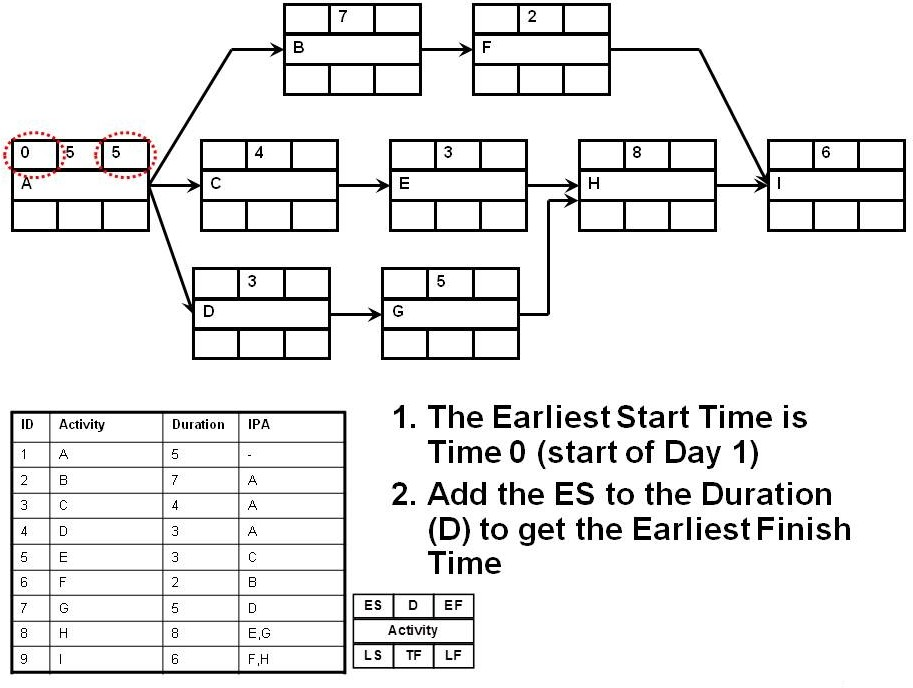 7
2
B
F
0 5 5
4
3
8
6
A
C
E
H
I
3
5
D
G
1. The Earliest Start Time is
Time 0 (start of Day 1)
2. Add the ES to the Duration
(D) to get the Earliest Finish
Time
ID Activity Duration IPA
1 A 5 -
2 B 7 A
3 C 4 A
4 D 3 A
5 E 3 C
6 F 2 B
7 G 5 D
8 H 8 E,G
9 I 6 F,H
ES D EF
Activity
LS TF LF